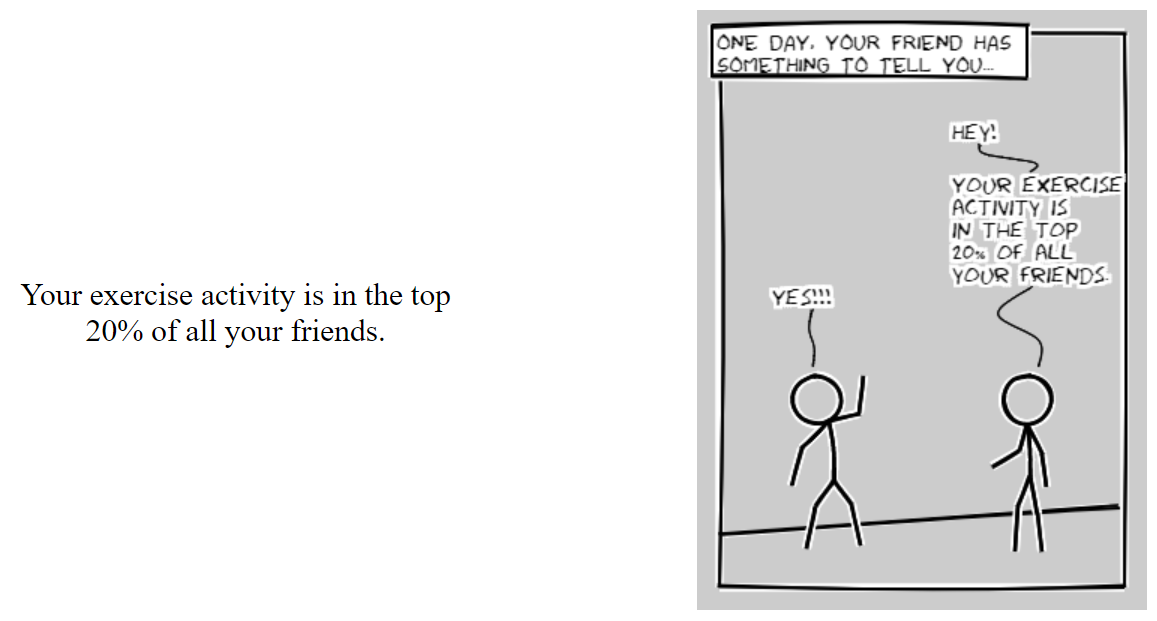 Your exercise activity is in the top
20% of all your friends.
ONE DAY, YOUR FRIEND HAS
SOMETHING TO TELL YOU...
HEY!
YOUR EXERCISE
ACTIVITY IS
IN THE TOP
20% OF ALL
YOUR FRIENDS.
YES!!!